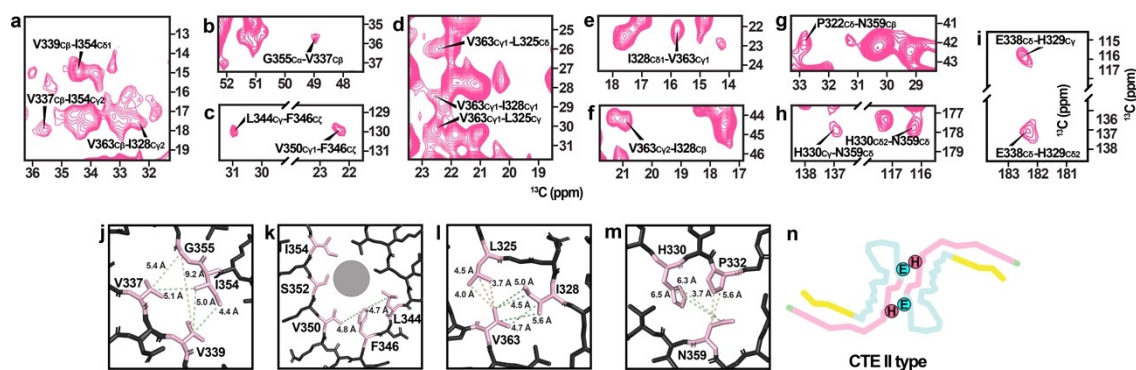 a
V339Cβ-I354Cδ1
V337Cβ-I354Cγ2
V363Cβ-I328Cγ2
13
14
15
16
17
18
19
36 35 34 33 32
b
G355Cα-V337Cβ
35
36
37
52 51 50 49 48
c
L344Cγ-F346Cζ
V350Cγ1-F346Cζ
129
130
131
31 30 23 22
d
V363Cγ1-L325Cδ
V363Cγ1-I328Cγ1
V363Cγ1-L325Cγ
25
26
27
28
29
30
31
23 22 21 20 19
e
I328Cδ1-V363Cγ1
22
23
24
17 16 15 14
f
V363Cγ2-I328Cβ
44
45
46
21 20 19 18 17
g
P322Cδ-N359Cβ
41
42
43
33 32 31 30 29
h
H330Cγ-N359Cδ
H330Cδ2-N359Cδ
177
178
179
138 137 117 116
i
E338Cδ-H329Cγ
E338Cδ-H329Cδ2
115
116
117
136
137
138
183 182 181
¹³C (ppm)
¹³C (ppm)
¹³C (ppm)
¹³C (ppm)
j
G355
V337
I354
V339
5.4 Å
9.2 Å
5.1 Å
5.0 Å
4.4 Å
k
I354
S352
V350
F346
L344
4.8 Å
4.7 Å
l
L325
I328
V363
4.5 Å
3.7 Å
5.0 Å
4.0 Å
4.5 Å
5.6 Å
4.7 Å
m
H330
P332
N359
6.3 Å
6.5 Å
3.7 Å
5.6 Å
n
E H
H E
CTE II type